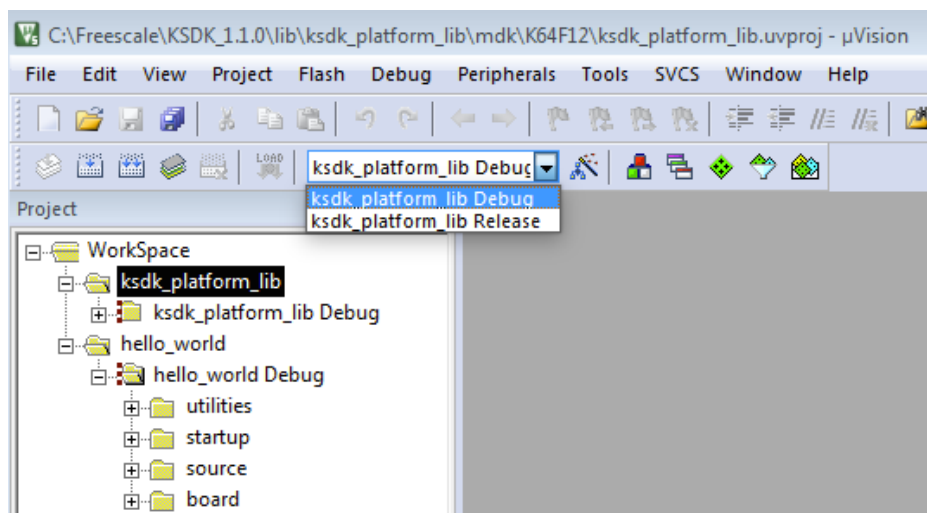 C:\Freescale\KSDK_1.1.0\lib\ksdk_platform_lib\mdk\K64F12\ksdk_platform_lib.uvproj - µVision
File Edit View Project Flash Debug Peripherals Tools SVCS Window Help
LOAD
ksdk_platform_lib Debug
ksdk_platform_lib Debug
ksdk_platform_lib Release
Project
WorkSpace
ksdk_platform_lib
ksdk_platform_lib Debug
hello_world
hello_world Debug
utilities
startup
source
board